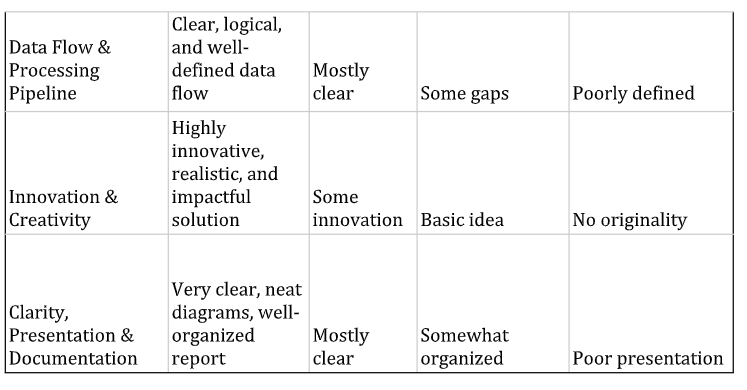 Data Flow &
Processing
Pipeline
Clear, logical,
and well-
defined data
flow
Mostly
clear
Some gaps
Poorly defined
Innovation &
Creativity
Highly
innovative,
realistic, and
impactful
solution
Some
innovation
Basic idea
No originality
Clarity,
Presentation &
Documentation
Very clear, neat
diagrams, well-
organized
report
Mostly
clear
Somewhat
organized
Poor presentation